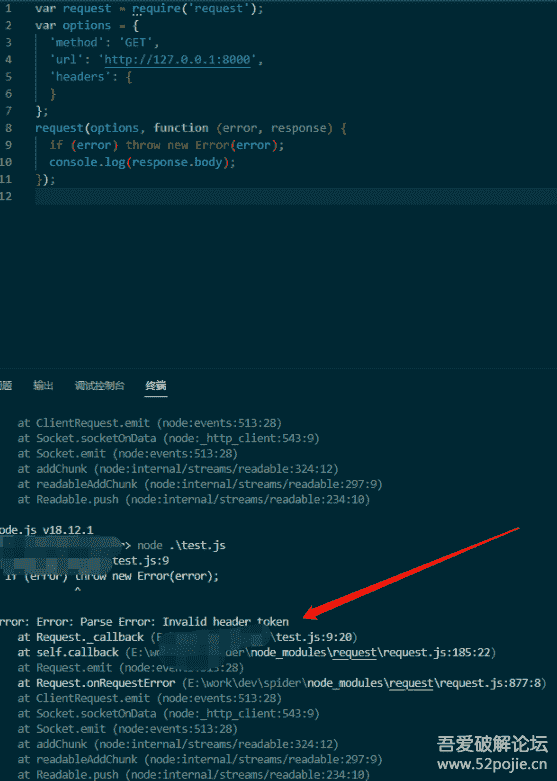 1 var request = require('request');
2 var options = {
3 'method': 'GET',
4 'url': 'http://127.0.0.1:8000',
5 'headers': {
6 }
7 };
8 request(options, function (error, response) {
9 if (error) throw new Error(error);
10 console.log(response.body);
11 });
12
题 输出 调试控制台 终端
at ClientRequest.emit (node:events:513:28)
at Socket.socketOnData (node:_http_client:543:9)
at Socket.emit (node:events:513:28)
at addChunk (node:internal/streams/readable:324:12)
at readableAddChunk (node:internal/streams/readable:297:9)
at Readable.push (node:internal/streams/readable:234:10)
ode.js v18.12.1
> node .\test.js
test.js:9
if (error) throw new Error(error);
^
rror: Error: Parse Error: Invalid header token
at Request._callback (E \test.js:9:20)
at self.callback (E:\w der\node_modules\request\request.js:185:22)
at Request.emit (node:events:513:28)
at Request.onRequestError (E:\work\dev\spider\node_modules\request\request.js:877:8)
at ClientRequest.emit (node:events:513:28)
at Socket.socketOnData (node:_http_client:543:9)
at Socket.emit (node:events:513:28)
at addChunk (node:internal/streams/readable:324:12)
at readableAddChunk (node:internal/streams/readable:297:9)
at Readable.push (node:internal/streams/readable:234:10)
吾爱破解论坛
www.52pojie.cn